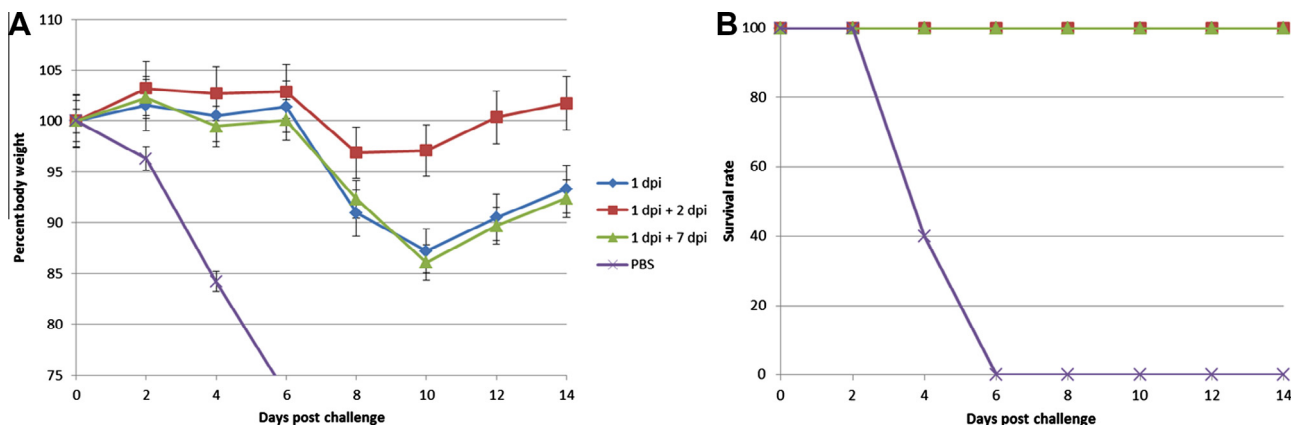 A
110
105
100
95
90
85
80
75
Percent body weight
0 2 4 6 8 10 12 14
Days post challenge
1 dpi
1 dpi + 2 dpi
1 dpi + 7 dpi
PBS
B
100
80
60
40
20
0
Survival rate
0 2 4 6 8 10 12 14
Days post challenge